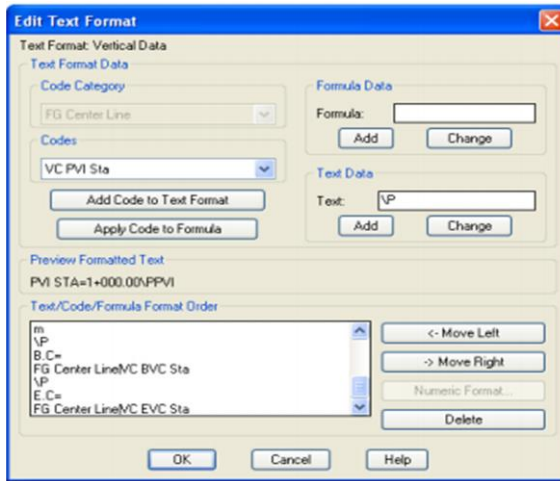 Edit Text Format
Text Format: Vertical Data
Text Format Data
Code Category
FG Center Line
Codes
VC PVI Sta
Add Code to Text Format
Apply Code to Formula
Formula Data
Formula:
Add Change
Text Data
Text: \P
Add Change
Preview Formatted Text
PVI STA=1+000.00\PPVI
Text/Code/Formula Format Order
m
\P
B.C=
FG Center Line|VC BVC Sta
\P
E.C=
FG Center Line|VC EVC Sta
<- Move Left
-> Move Right
Numeric Format...
Delete
OK Cancel Help